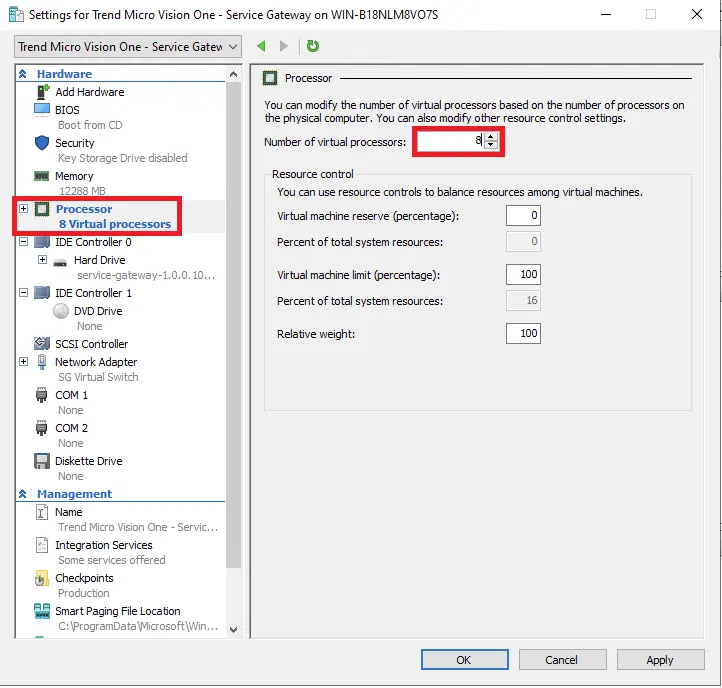 Settings for Trend Micro Vision One - Service Gateway on WIN-B18NLM8VO7S
Trend Micro Vision One - Service Gatew
Hardware
Add Hardware
BIOS
Boot from CD
Security
Key Storage Drive disabled
Memory
12288 MB
Processor
8 Virtual processors
IDE Controller 0
Hard Drive
service-gateway-1.0.0.10...
IDE Controller 1
DVD Drive
None
SCSI Controller
Network Adapter
SG Virtual Switch
COM 1
None
COM 2
None
Diskette Drive
None
Management
Name
Trend Micro Vision One - Servic...
Integration Services
Some services offered
Checkpoints
Production
Smart Paging File Location
C:\ProgramData\Microsoft\Win...
Processor
You can modify the number of virtual processors based on the number of processors on
the physical computer. You can also modify other resource control settings.
Number of virtual processors: 8
Resource control
You can use resource controls to balance resources among virtual machines.
Virtual machine reserve (percentage): 0
Percent of total system resources: 0
Virtual machine limit (percentage): 100
Percent of total system resources: 16
Relative weight: 100
OK Cancel Apply